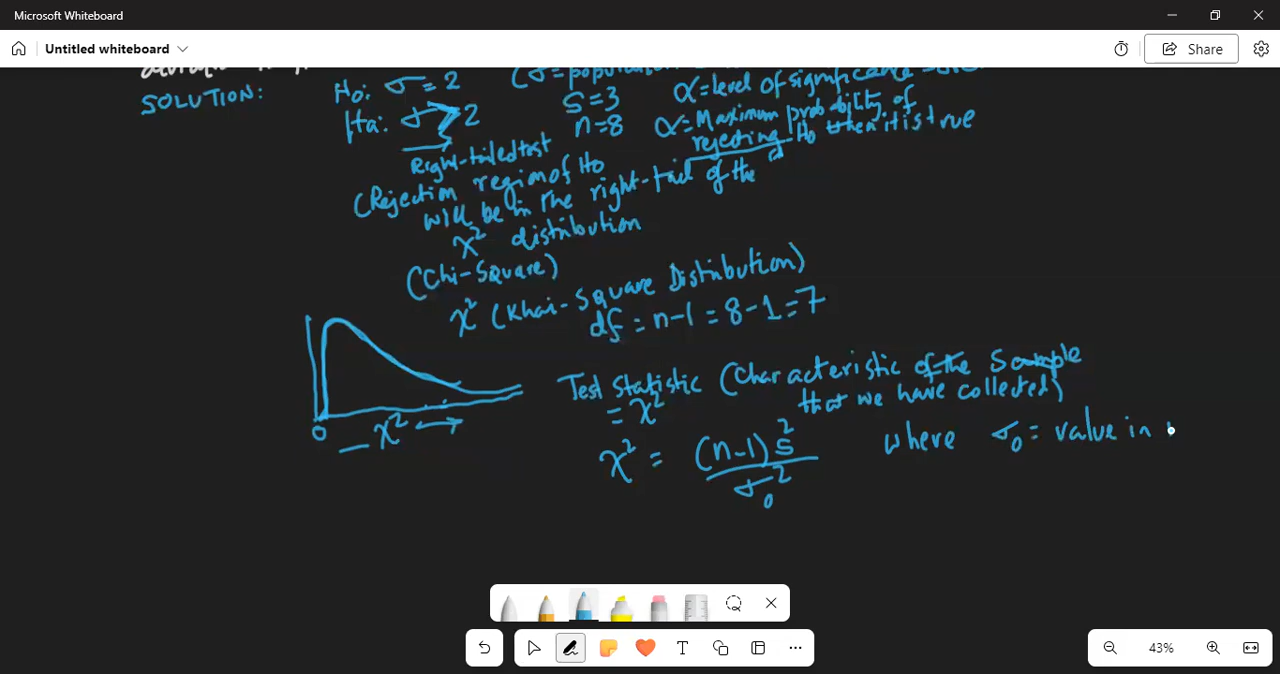 Microsoft Whiteboard
Untitled whiteboard
Share
SOLUTION:
Ho: σ = 2
Ha: σ > 2
S = 3
n = 8
α = level of significance
α = Maximum probability of
rejecting Ho when it is true
Right-tailed test
(Rejection region of Ho
will be in the right-tail of the
χ² distribution
(Chi-Square)
χ² (Khai-Square Distribution)
df = n-1 = 8-1 = 7
Test Statistic (Characteristic of the Sample
that we have collected)
= χ²
χ² = (n-1) s² / σ₀²
where σ₀ = value in
0
χ²
43%